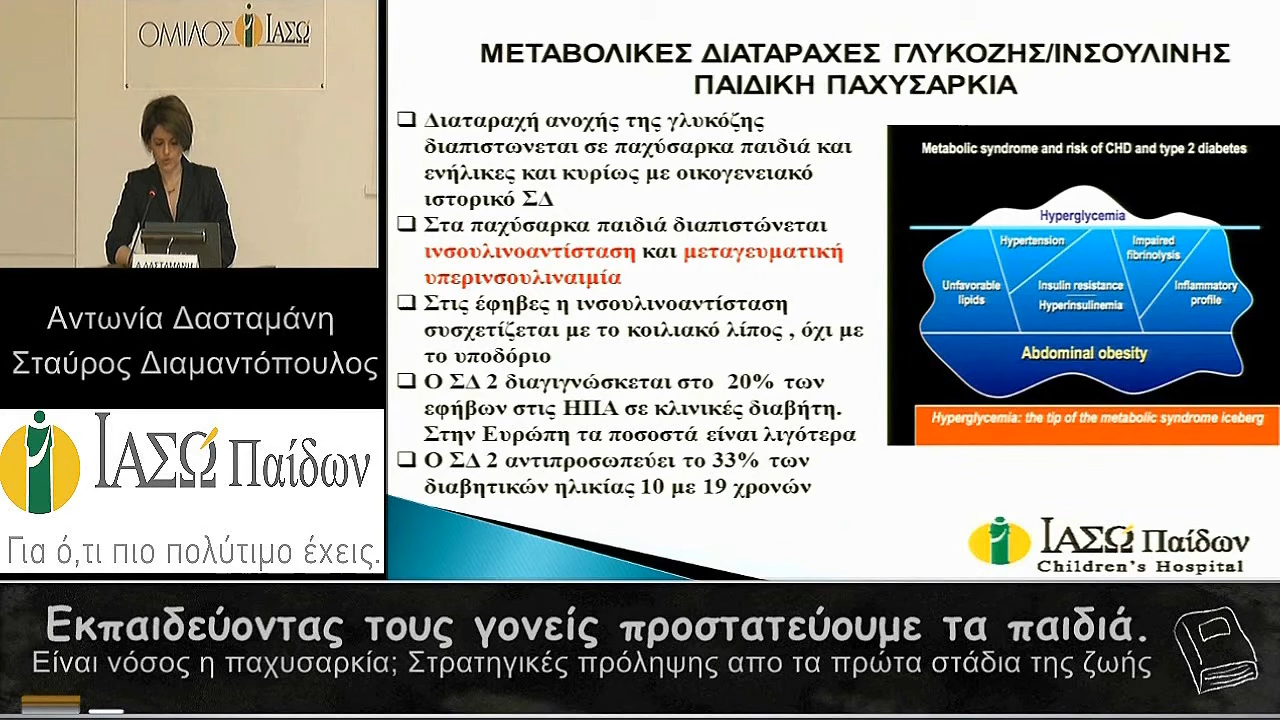 ΟΜΙΛΟΣ ΙΑΣΩ
Αντωνία Δασταμάνη
Σταύρος Διαμαντόπουλος
ΙΑΣΩ Παίδων
Για ό,τι πιο πολύτιμο έχεις.
ΜΕΤΑΒΟΛΙΚΕΣ ΔΙΑΤΑΡΑΧΕΣ ΓΛΥΚΟΖΗΣ/ΙΝΣΟΥΛΙΝΗΣ
ΠΑΙΔΙΚΗ ΠΑΧΥΣΑΡΚΙΑ
Διαταραχή ανοχής της γλυκόζης
διαπιστωνεται σε παχύσαρκα παιδιά και
ενήλικες και κυρίως με οικογενειακό
ιστορικό ΣΔ
Στα παχύσαρκα παιδιά διαπιστώνεται
ινσουλινοαντίσταση και μεταγευματική
υπερινσουλιναιμία
Στις έφηβες η ινσουλινοαντίσταση
συσχετίζεται με το κοιλιακό λίπος , όχι με
το υποδόριο
Ο ΣΔ 2 διαγιγνώσκεται στο 20% των
εφήβων στις ΗΠΑ σε κλινικές διαβήτη.
Στην Ευρώπη τα ποσοστά είναι λιγότερα
Ο ΣΔ 2 αντιπροσωπεύει το 33% των
διαβητικών ηλικίας 10 με 19 χρονών
Metabolic syndrome and risk of CHD and type 2 diabetes
Hyperglycemia
Hypertension
Impaired
fibrinolysis
Unfavorable
lipids
Insulin resistance
Hyperinsulinemia
Inflammatory
profile
Abdominal obesity
Hyperglycemia: the tip of the metabolic syndrome iceberg
ΙΑΣΩ Παίδων
Children's Hospital
Εκπαιδεύοντας τους γονείς προστατεύουμε τα παιδιά.
Είναι νόσος η παχυσαρκία; Στρατηγικές πρόληψης απο τα πρώτα στάδια της ζωής